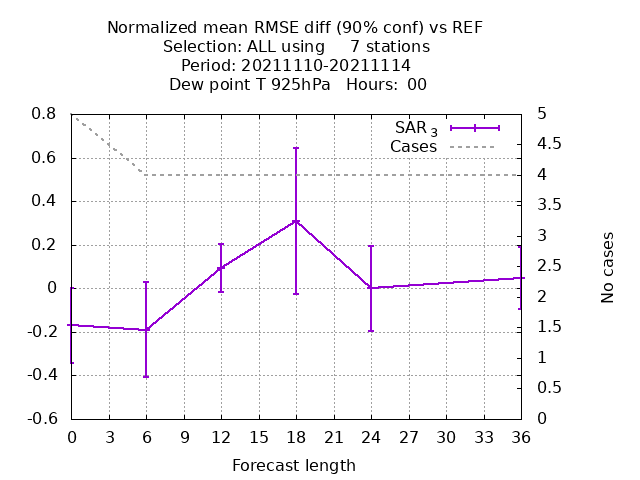 Normalized mean RMSE diff (90% conf) vs REF
Selection: ALL using     7 stations
Period: 20211110-20211114
Dew point T 925hPa   Hours:  00
0.8
0.6
0.4
0.2
0
-0.2
-0.4
-0.6
SAR 3
Cases
5
4.5
4
3.5
3
2.5
2
1.5
1
0.5
0
No cases
0 3 6 9 12 15 18 21 24 27 30 33 36
Forecast length